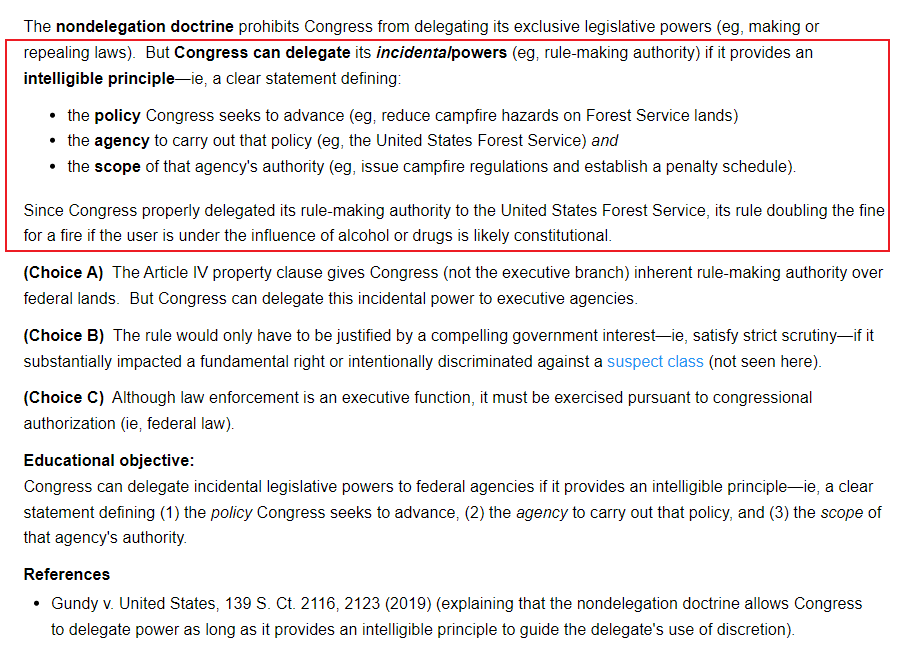 The nondelegation doctrine prohibits Congress from delegating its exclusive legislative powers (eg, making or
repealing laws).  But Congress can delegate its incidental powers (eg, rule-making authority) if it provides an
intelligible principle—ie, a clear statement defining:
• the policy Congress seeks to advance (eg, reduce campfire hazards on Forest Service lands)
• the agency to carry out that policy (eg, the United States Forest Service) and
• the scope of that agency's authority (eg, issue campfire regulations and establish a penalty schedule).
Since Congress properly delegated its rule-making authority to the United States Forest Service, its rule doubling the fine
for a fire if the user is under the influence of alcohol or drugs is likely constitutional.
(Choice A)  The Article IV property clause gives Congress (not the executive branch) inherent rule-making authority over
federal lands.  But Congress can delegate this incidental power to executive agencies.
(Choice B)  The rule would only have to be justified by a compelling government interest—ie, satisfy strict scrutiny—if it
substantially impacted a fundamental right or intentionally discriminated against a suspect class (not seen here).
(Choice C)  Although law enforcement is an executive function, it must be exercised pursuant to congressional
authorization (ie, federal law).
Educational objective:
Congress can delegate incidental legislative powers to federal agencies if it provides an intelligible principle—ie, a clear
statement defining (1) the policy Congress seeks to advance, (2) the agency to carry out that policy, and (3) the scope of
that agency's authority.
References
• Gundy v. United States, 139 S. Ct. 2116, 2123 (2019) (explaining that the nondelegation doctrine allows Congress
to delegate power as long as it provides an intelligible principle to guide the delegate's use of discretion).